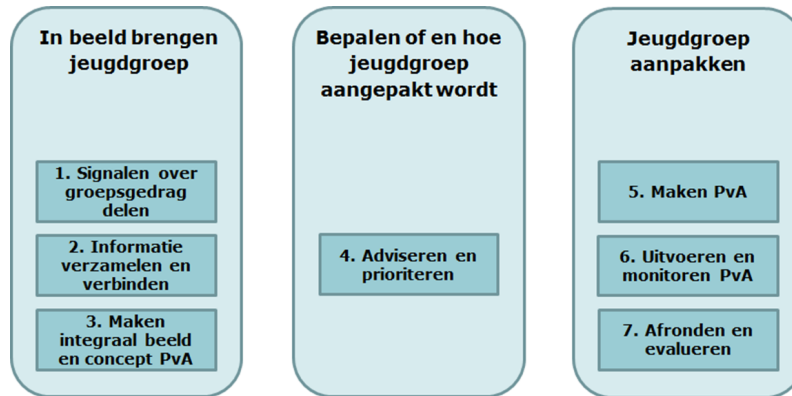 In beeld brengen
jeugdgroep
1. Signalen over
groepsgedrag
delen
2. Informatie
verzamelen en
verbinden
3. Maken
integraal beeld
en concept PvA
Bepalen of en hoe
jeugdgroep
aangepakt wordt
4. Adviseren en
prioriteren
Jeugdgroep
aanpakken
5. Maken PvA
6. Uitvoeren en
monitoren PvA
7. Afronden en
evalueren